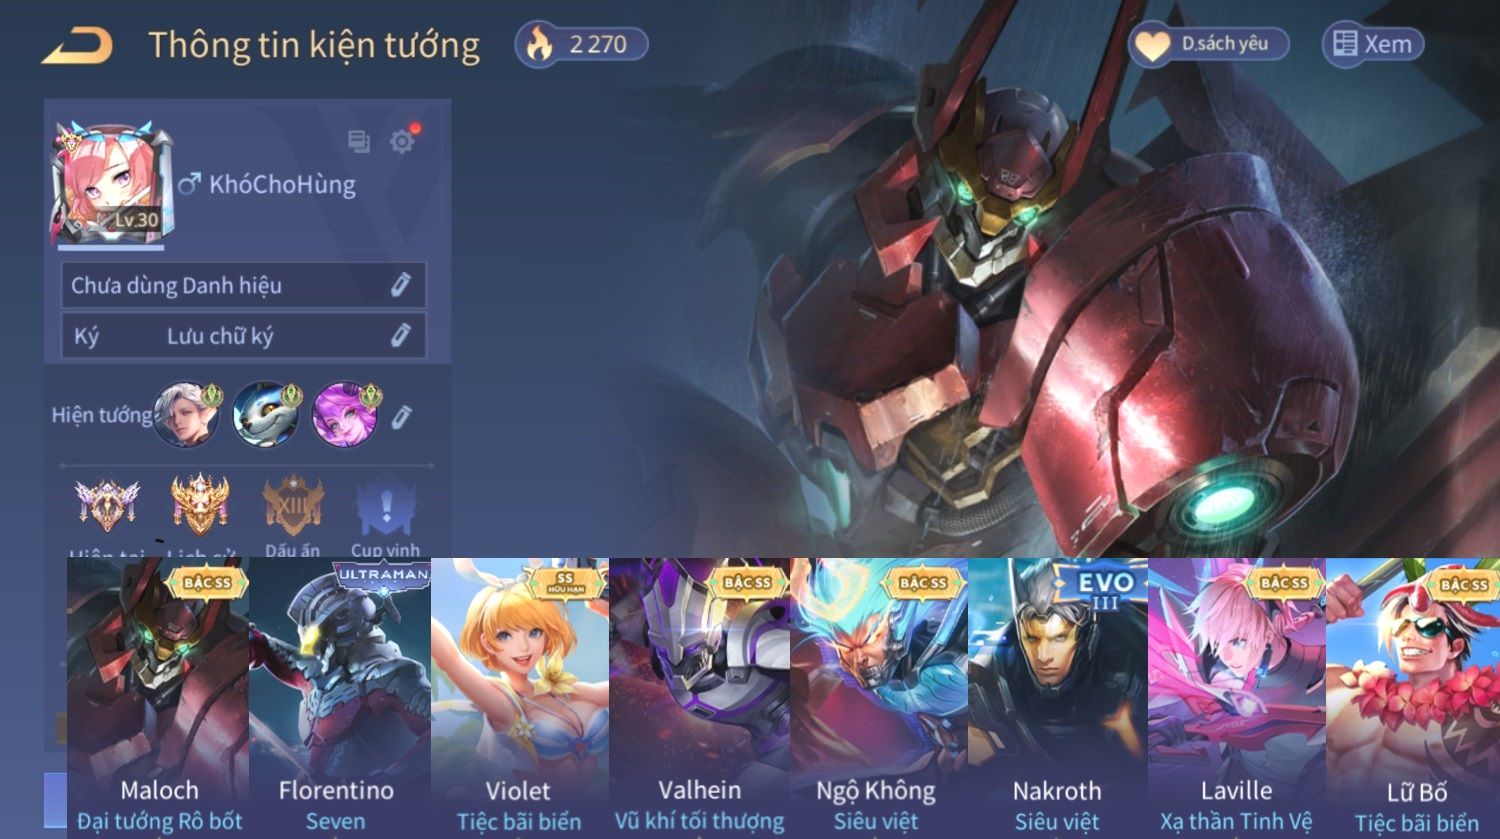 Thông tin kiện tướng
2 270
D.sách yêu
Xem
Lv.30
KhóChoHùng
Chưa dùng Danh hiệu
Ký Lưu chữ ký
Hiện tướng
XIII
Dấu ấn Cup vinh
BẬC SS
ULTRAMAN
SS
HỮU HẠN
BẬC SS
BẬC SS
EVO
III
BẬC SS
BẬC SS
Maloch Florentino Violet Valhein Ngộ Không Nakroth Laville Lữ Bố
Đại tướng Rô bốt Seven Tiệc bãi biển Vũ khí tối thượng Siêu việt Siêu việt Xạ thần Tinh Vệ Tiệc bãi biển